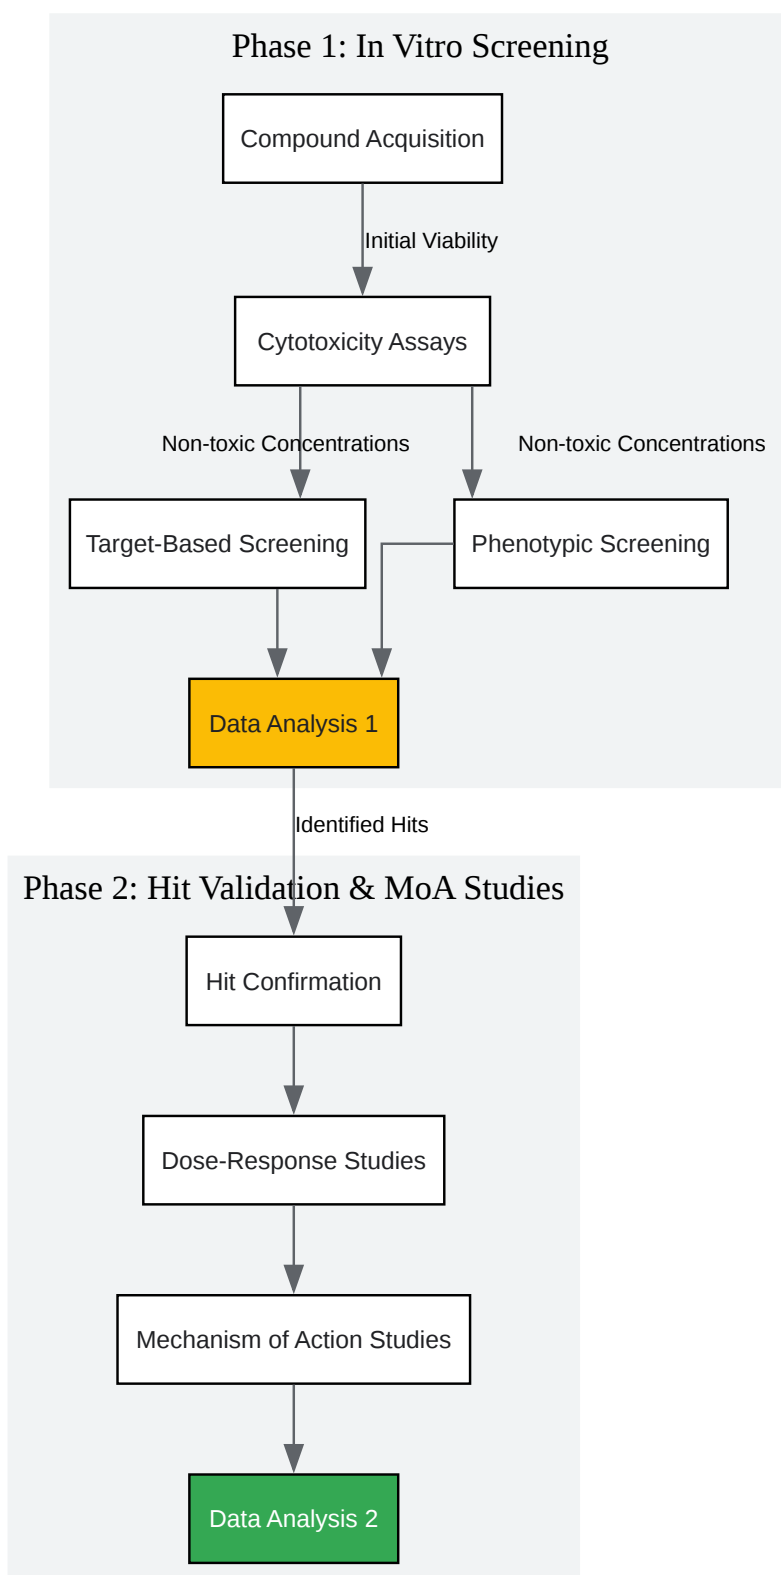 Phase 1: In Vitro Screening
Compound Acquisition
Initial Viability
Cytotoxicity Assays
Non-toxic Concentrations
Non-toxic Concentrations
Target-Based Screening
Phenotypic Screening
Data Analysis 1
Identified Hits
Phase 2: Hit Validation & MoA Studies
Hit Confirmation
Dose-Response Studies
Mechanism of Action Studies
Data Analysis 2